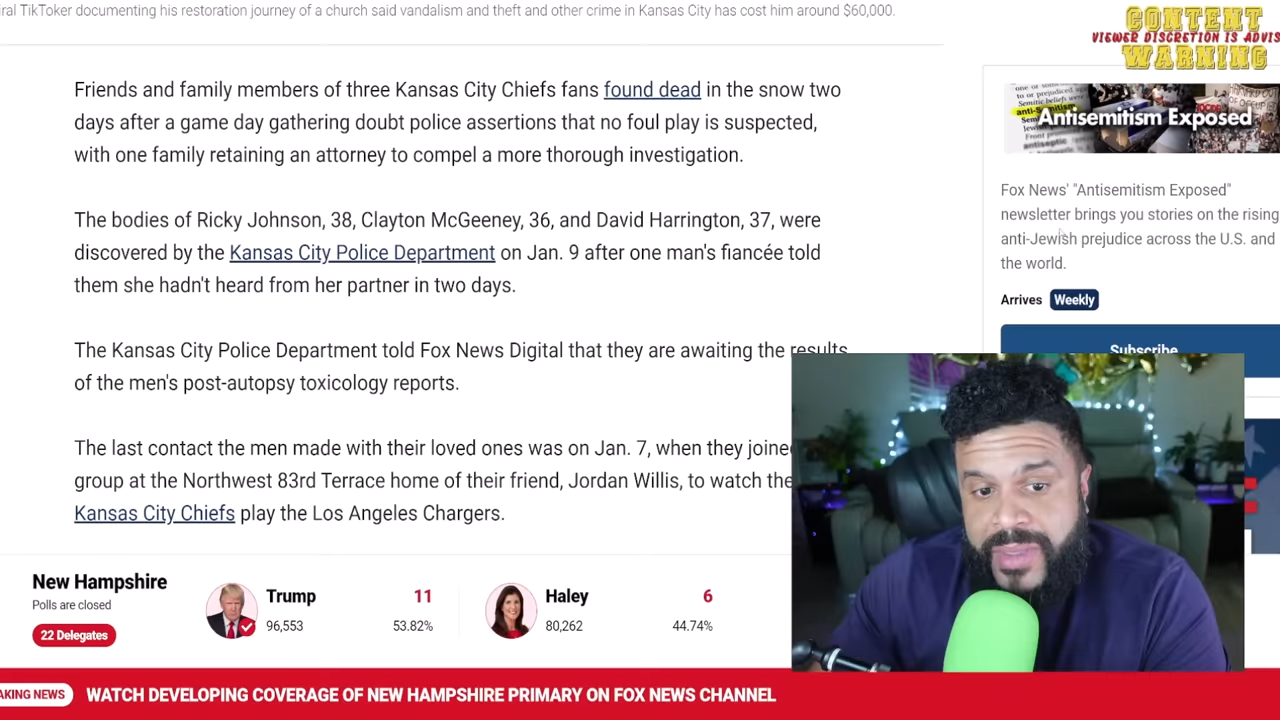 ral TikToker documenting his restoration journey of a church said vandalism and theft and other crime in Kansas City has cost him around $60,000.
CONTENT
VIEWER DISCRETION IS ADVIS
WARNING
Friends and family members of three Kansas City Chiefs fans found dead in the snow two
days after a game day gathering doubt police assertions that no foul play is suspected,
with one family retaining an attorney to compel a more thorough investigation.
The bodies of Ricky Johnson, 38, Clayton McGeeney, 36, and David Harrington, 37, were
discovered by the Kansas City Police Department on Jan. 9 after one man's fiancée told
them she hadn't heard from her partner in two days.
The Kansas City Police Department told Fox News Digital that they are awaiting the results
of the men's post-autopsy toxicology reports.
The last contact the men made with their loved ones was on Jan. 7, when they joine
group at the Northwest 83rd Terrace home of their friend, Jordan Willis, to watch the
Kansas City Chiefs play the Los Angeles Chargers.
Antisemitism Exposed
Fox News' "Antisemitism Exposed"
newsletter brings you stories on the rising
anti-Jewish prejudice across the U.S. and
the world.
Arrives Weekly
Subscribe
New Hampshire
Polls are closed
22 Delegates
Trump 11
96,553 53.82%
Haley 6
80,262 44.74%
AKING NEWS WATCH DEVELOPING COVERAGE OF NEW HAMPSHIRE PRIMARY ON FOX NEWS CHANNEL